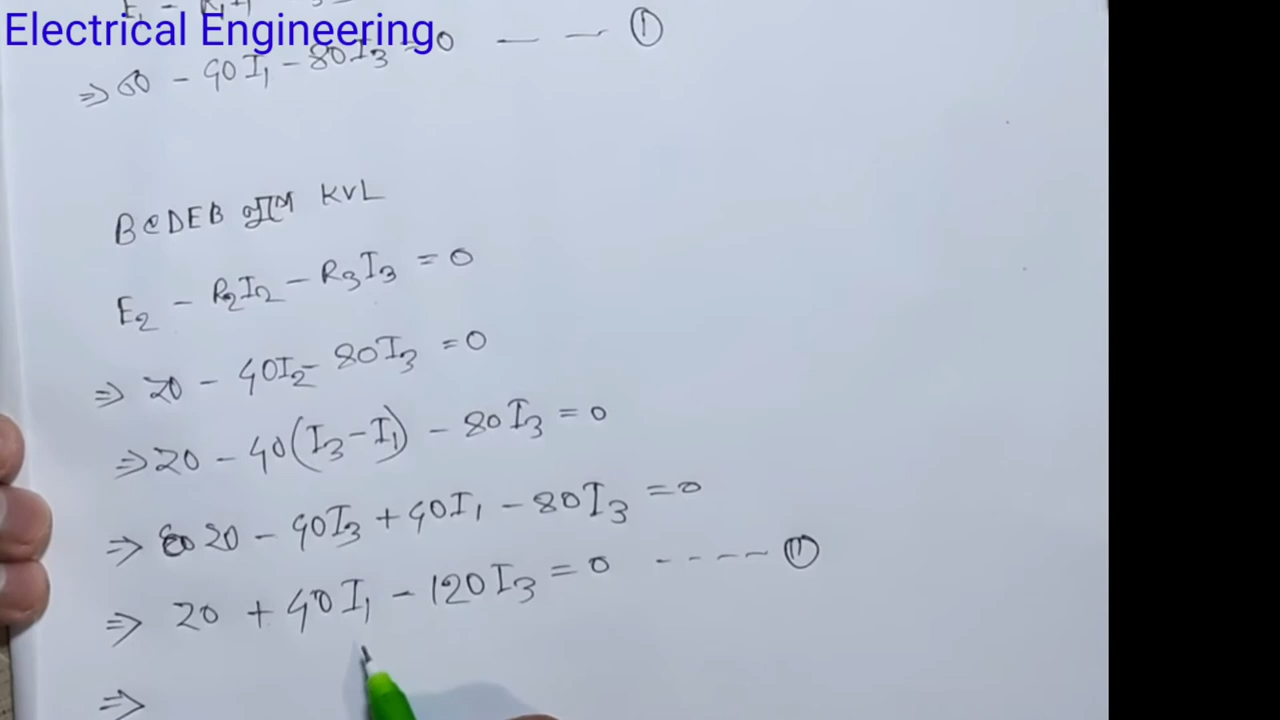 Electrical Engineering
⇒ 60 - 40I₁ - 80I₃ = 0 — — ①
BCDEB লুপে KVL
E₂ - R₂I₂ - R₃I₃ = 0
⇒ 20 - 40I₂ - 80I₃ = 0
⇒ 20 - 40(I₃ - I₁) - 80I₃ = 0
⇒ 20 - 40I₃ + 40I₁ - 80I₃ = 0
⇒ 20 + 40I₁ - 120I₃ = 0 ---- ⑪
⇒